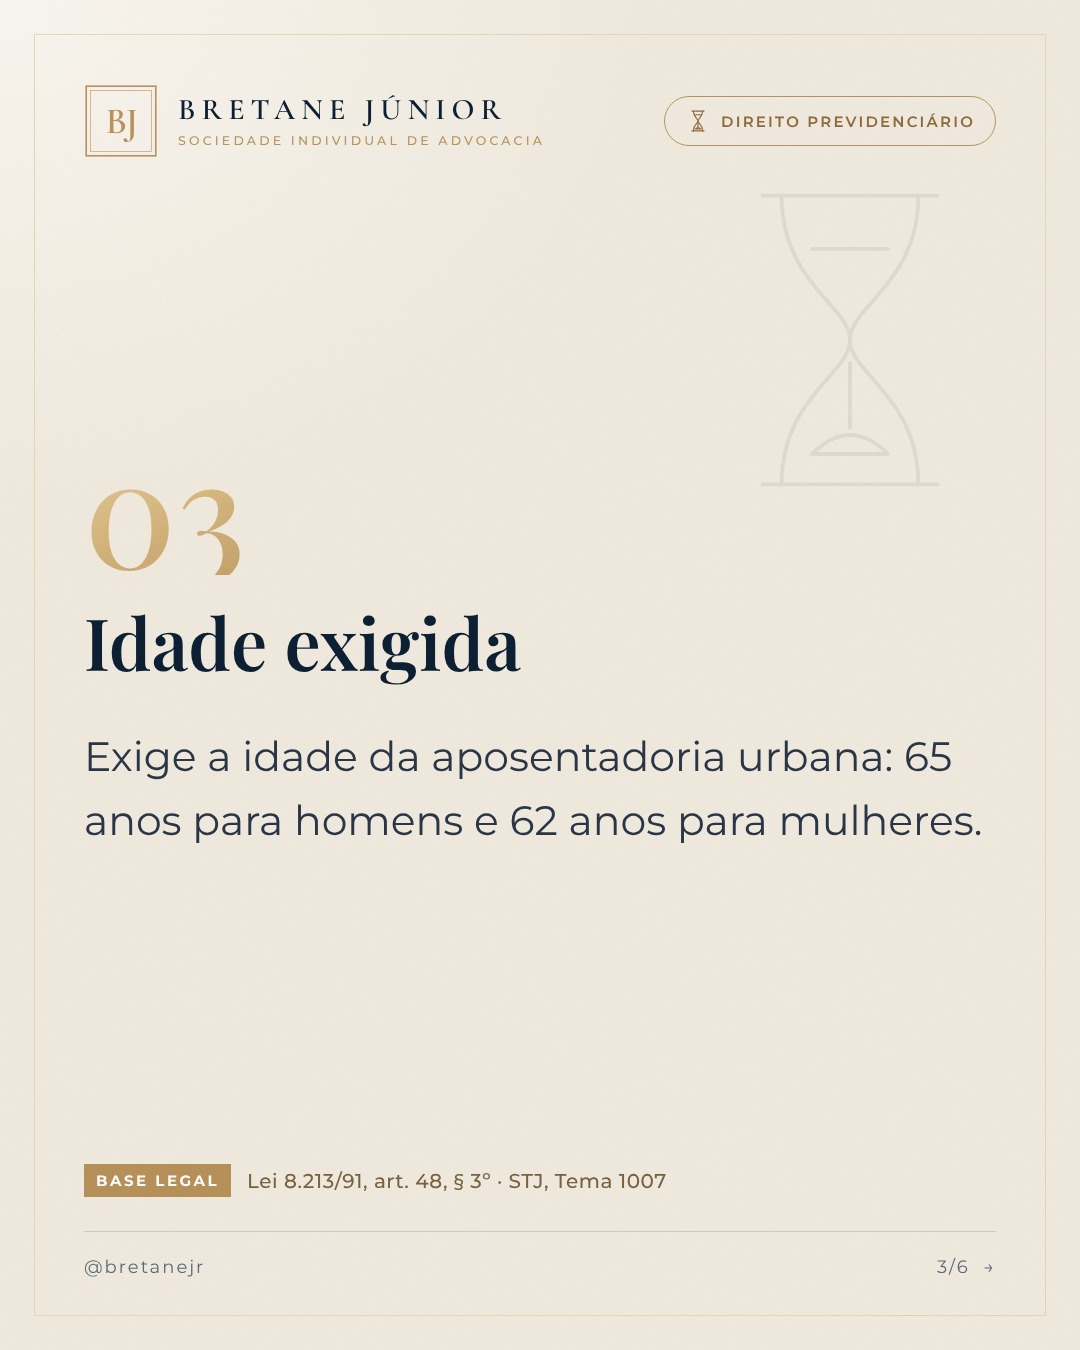 BJ
BRETANE JÚNIOR
SOCIEDADE INDIVIDUAL DE ADVOCACIA
DIREITO PREVIDENCIÁRIO
03
Idade exigida
Exige a idade da aposentadoria urbana: 65
anos para homens e 62 anos para mulheres.
BASE LEGAL Lei 8.213/91, art. 48, § 3º · STJ, Tema 1007
@bretanejr
3/6 →